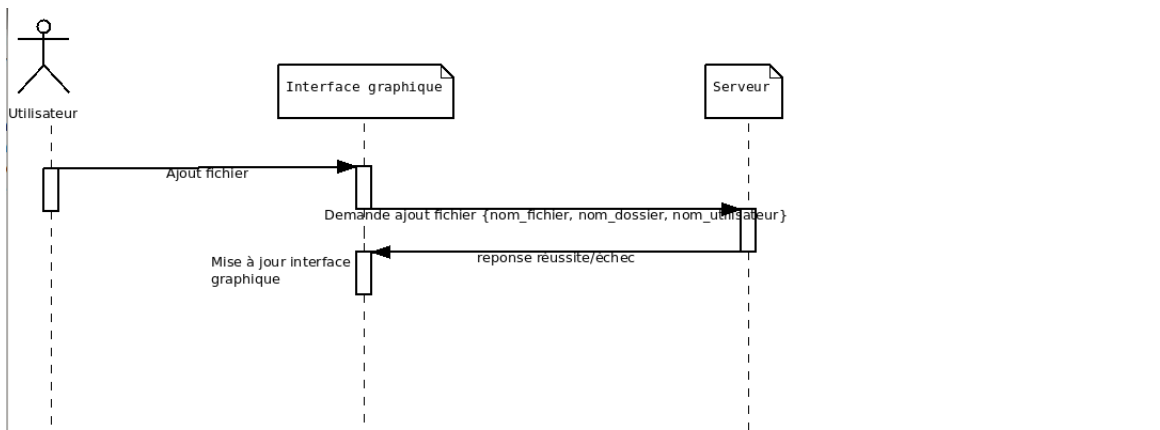 Utilisateur
Interface graphique
Serveur
Ajout fichier
Demande ajout fichier {nom_fichier, nom_dossier, nom_utilisateur}
reponse réussite/échec
Mise à jour interface
graphique